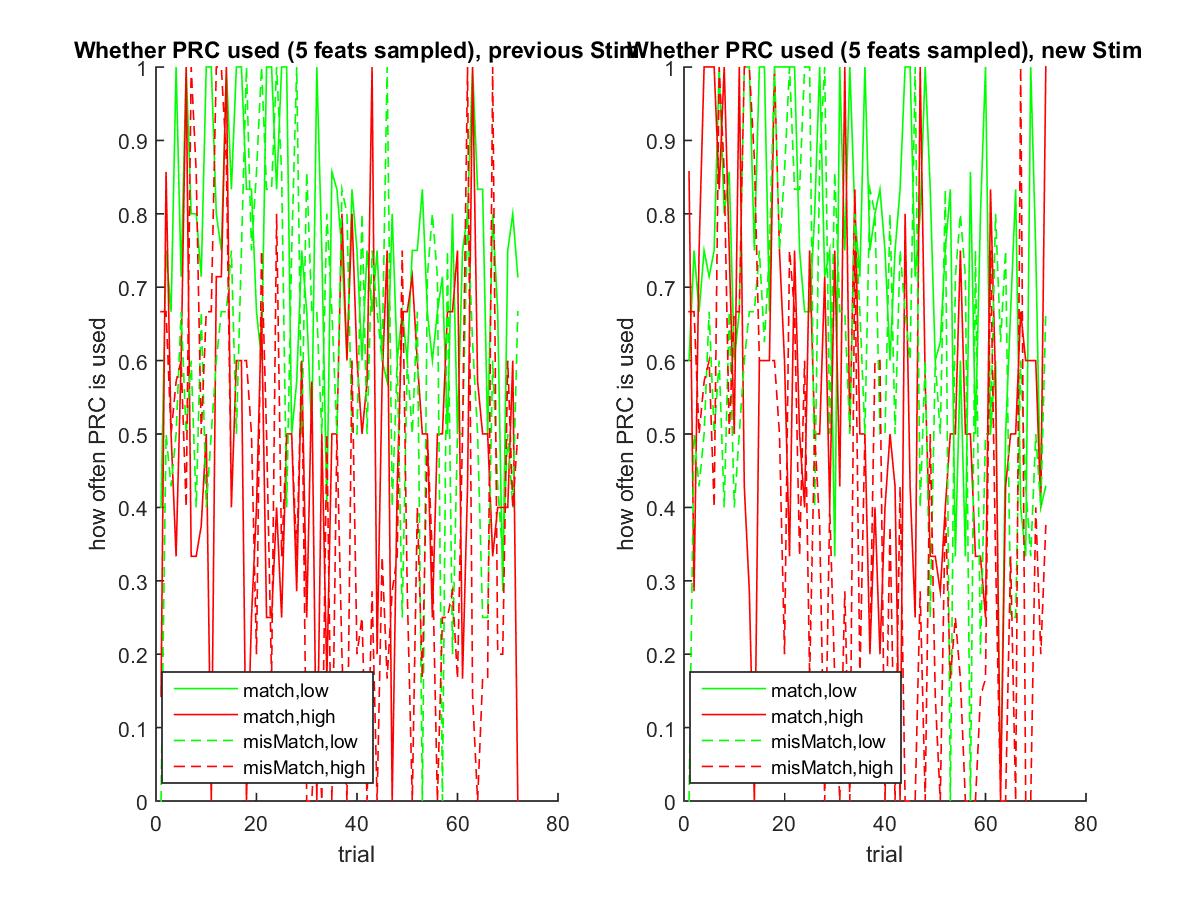 Whether PRC used (5 feats sampled), previous Stim
how often PRC is used
1
0.9
0.8
0.7
0.6
0.5
0.4
0.3
0.2
0.1
0
match,low
match,high
misMatch,low
misMatch,high
0 20 40 60 80
trial
Whether PRC used (5 feats sampled), new Stim
how often PRC is used
1
0.9
0.8
0.7
0.6
0.5
0.4
0.3
0.2
0.1
0
match,low
match,high
misMatch,low
misMatch,high
0 20 40 60 80
trial